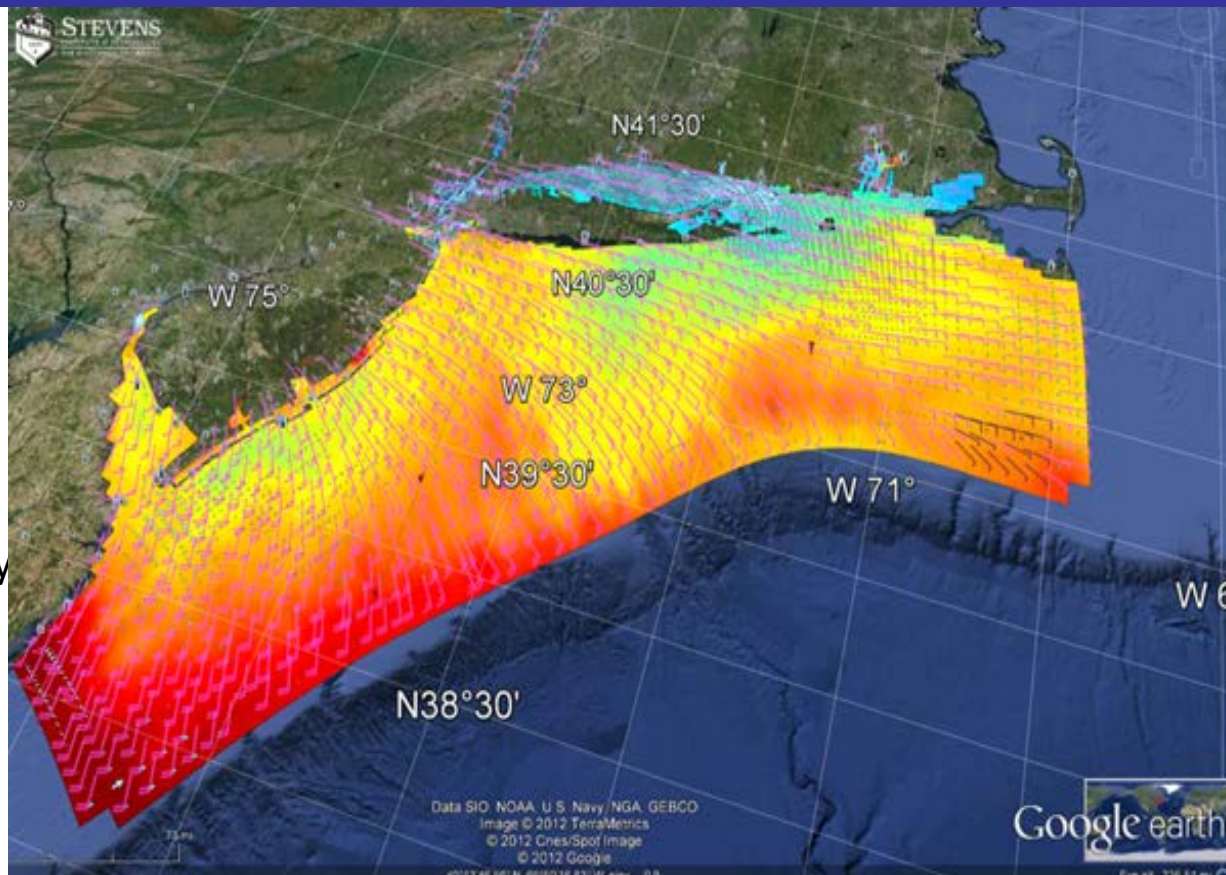 STEVENS
N41°30'
W 75°
N40°30'
W 73°
N39°30'
W 71°
y
W 6
N38°30'
Data SIO, NOAA, U.S. Navy, NGA, GEBCO
Image © 2012 TerraMetrics
© 2012 Cnes/Spot Image
© 2012 Google
Google earth